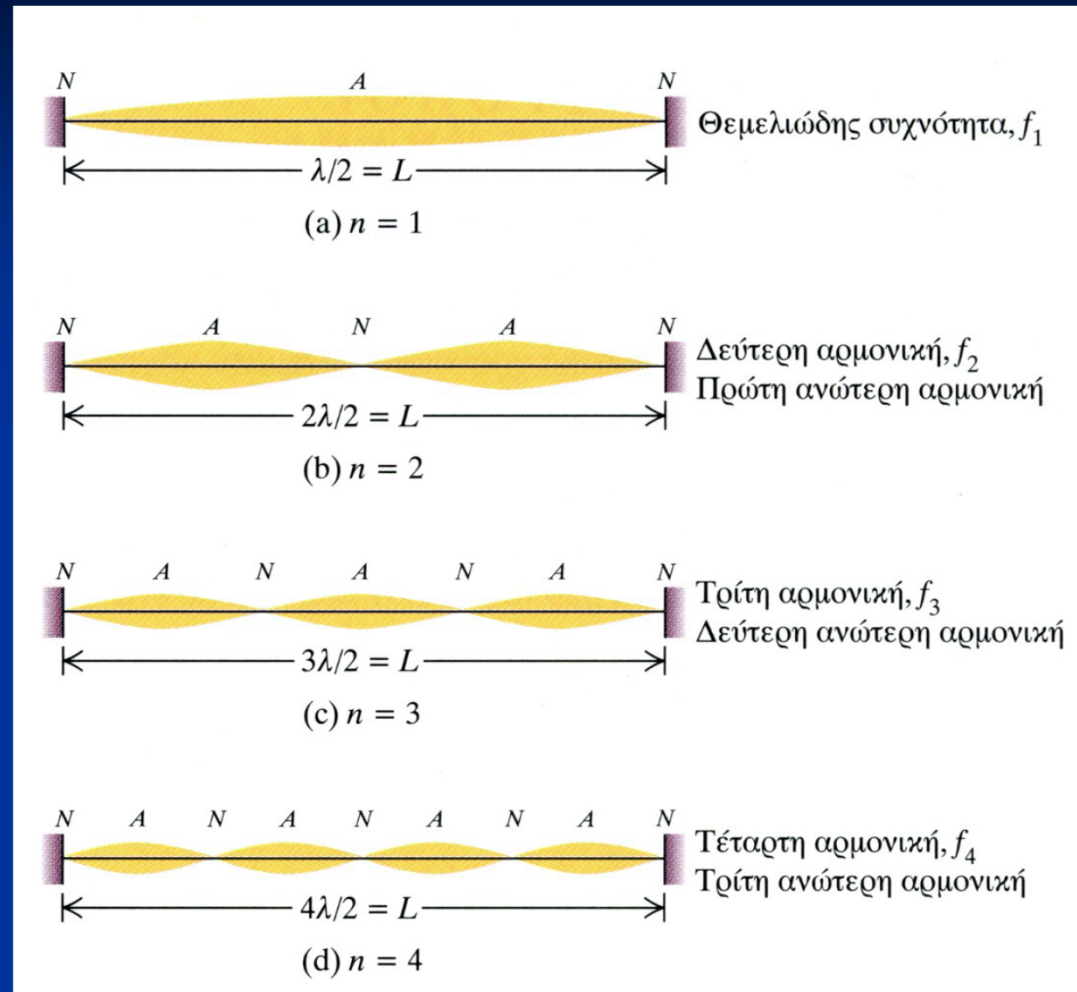 N A N
Θεμελιώδης συχνότητα, f₁
λ/2 = L
(a) n = 1
N A N A N
Δεύτερη αρμονική, f₂
Πρώτη ανώτερη αρμονική
2λ/2 = L
(b) n = 2
N A N A N A N
Τρίτη αρμονική, f₃
Δεύτερη ανώτερη αρμονική
3λ/2 = L
(c) n = 3
N A N A N A N A N
Τέταρτη αρμονική, f₄
Τρίτη ανώτερη αρμονική
4λ/2 = L
(d) n = 4